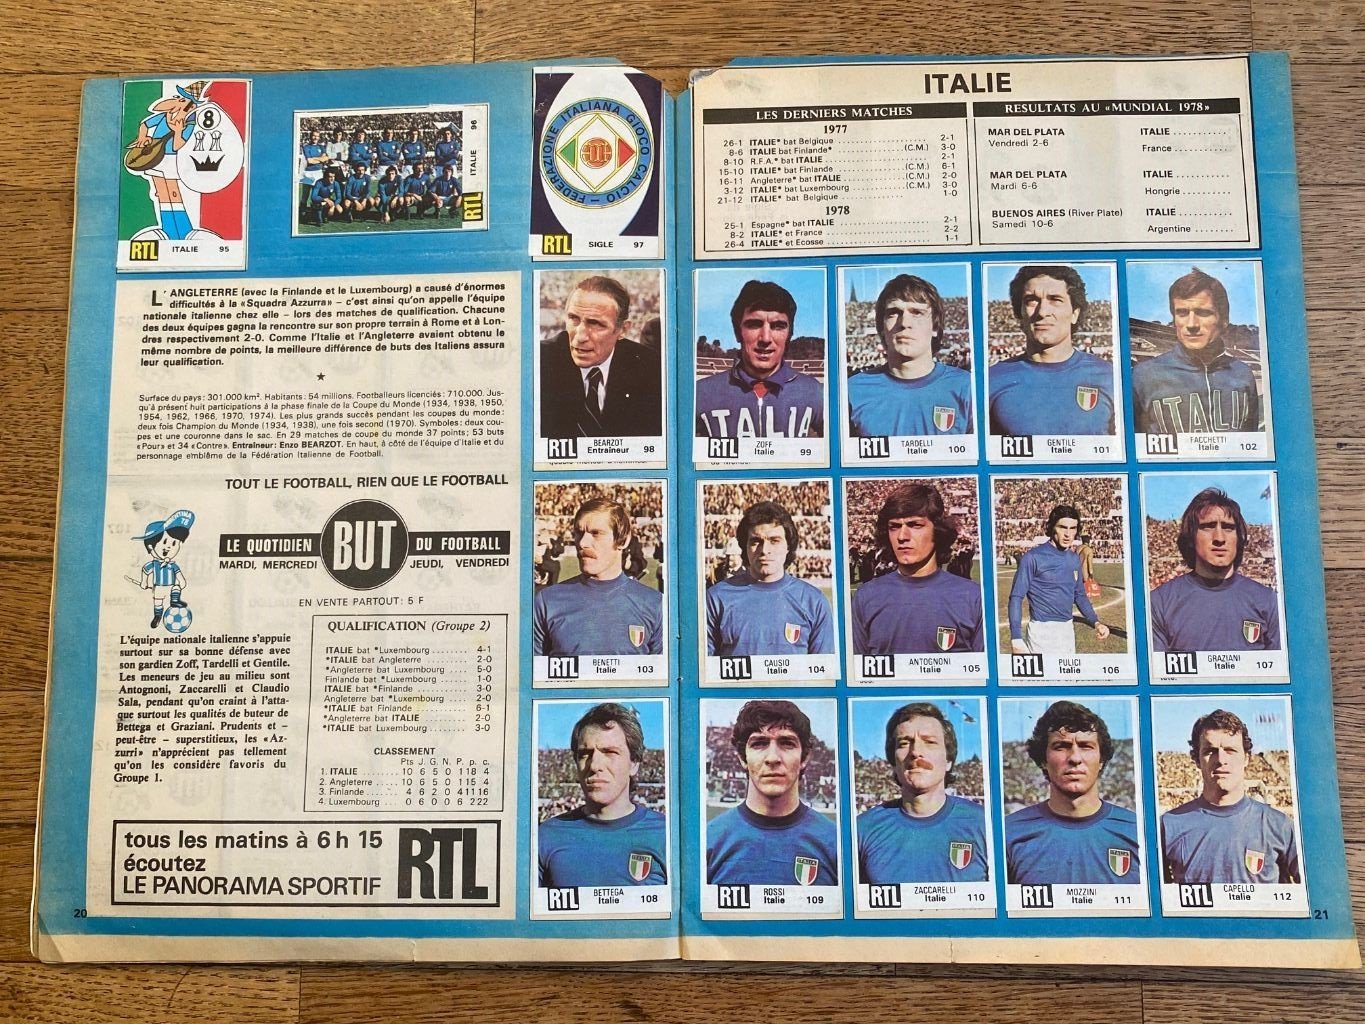 8
RTL ITALIE 95
RTL ITALIE 96
FEDERAZIONE ITALIANA GIOCO CALCIO
RTL SIGLE 97
L'ANGLETERRE (avec la Finlande et le Luxembourg) a causé d'énormes
difficultés à la «Squadra Azzurra» – c'est ainsi qu'on appelle l'équipe
nationale italienne chez elle – lors des matches de qualification. Chacune
des deux équipes gagna la rencontre sur son propre terrain à Rome et à Lon-
dres respectivement 2-0. Comme l'Italie et l'Angleterre avaient obtenu le
même nombre de points, la meilleure différence de buts des Italiens assura
leur qualification.
Surface du pays: 301.000 km². Habitants: 54 millions. Footballeurs licenciés: 710.000. Jus-
qu'à présent huit participations à la phase finale de la Coupe du Monde (1934, 1938, 1950,
1954, 1962, 1966, 1970, 1974). Les plus grands succès pendant les coupes du monde:
deux fois Champion du Monde (1934, 1938), une fois second (1970). Symboles: deux cou-
pes et une couronne dans le sac. En 29 matches de coupe du monde 37 points; 53 buts
«Pour» et 34 «Contre». Entraîneur: Enzo BEARZOT. En haut, à côté de l'équipe d'Italie et du
personnage emblème de la Fédération Italienne de Football.
TOUT LE FOOTBALL, RIEN QUE LE FOOTBALL
LE QUOTIDIEN BUT DU FOOTBALL
MARDI, MERCREDI JEUDI, VENDREDI
EN VENTE PARTOUT: 5 F
L'équipe nationale italienne s'appuie
surtout sur sa bonne défense avec
son gardien Zoff, Tardelli et Gentile.
Les meneurs de jeu au milieu sont
Antognoni, Zaccarelli et Claudio
Sala, pendant qu'on craint à l'atta-
que surtout les qualités de buteur de
Bettega et Graziani. Prudents et –
peut-être – superstitieux, les «Az-
zurri» n'apprécient pas tellement
qu'on les considère favoris du
Groupe 1.
QUALIFICATION (Groupe 2)
ITALIE bat *Luxembourg 4-1
*ITALIE bat Angleterre 2-0
*Angleterre bat Luxembourg 5-0
Finlande bat *Luxembourg 1-0
ITALIE bat *Finlande 3-0
Angleterre bat *Luxembourg 2-0
*ITALIE bat Finlande 6-1
*Angleterre bat ITALIE 2-0
*ITALIE bat Luxembourg 3-0
CLASSEMENT
Pts J. G. N. P. p. c.
1. ITALIE 10 6 5 0 1 18 4
2. Angleterre 10 6 5 0 1 15 4
3. Finlande 4 6 2 0 4 11 16
4. Luxembourg 0 6 0 0 6 2 22
tous les matins à 6 h 15
écoutez
LE PANORAMA SPORTIF
RTL
20
ITALIE
LES DERNIERS MATCHES
1977
26-1 ITALIE* bat Belgique 2-1
8-6 ITALIE bat Finlande* (C.M.) 3-0
8-10 R.F.A.* bat ITALIE 2-1
15-10 ITALIE* bat Finlande (C.M.) 6-1
16-11 Angleterre* bat ITALIE (C.M.) 2-0
3-12 ITALIE* bat Luxembourg (C.M.) 3-0
21-12 ITALIE* bat Belgique 1-0
1978
25-1 Espagne* bat ITALIE 2-1
8-2 ITALIE* et France 2-2
26-4 ITALIE* et Ecosse 1-1
RESULTATS AU «MUNDIAL 1978»
MAR DEL PLATA ITALIE
Vendredi 2-6 France
MAR DEL PLATA ITALIE
Mardi 6-6 Hongrie
BUENOS AIRES (River Plate) ITALIE
Samedi 10-6 Argentine
RTL BEARZOT Entraîneur 98
ITALIA
RTL ZOFF Italie 99
RTL TARDELLI Italie 100
RTL GENTILE Italie 101
ITALIA
RTL FACCHETTI Italie 102
RTL BENETTI Italie 103
RTL CAUSIO Italie 104
RTL ANTOGNONI Italie 105
RTL PULICI Italie 106
RTL GRAZIANI Italie 107
RTL BETTEGA Italie 108
RTL ROSSI Italie 109
RTL ZACCARELLI Italie 110
RTL MOZZINI Italie 111
RTL CAPELLO Italie 112
21